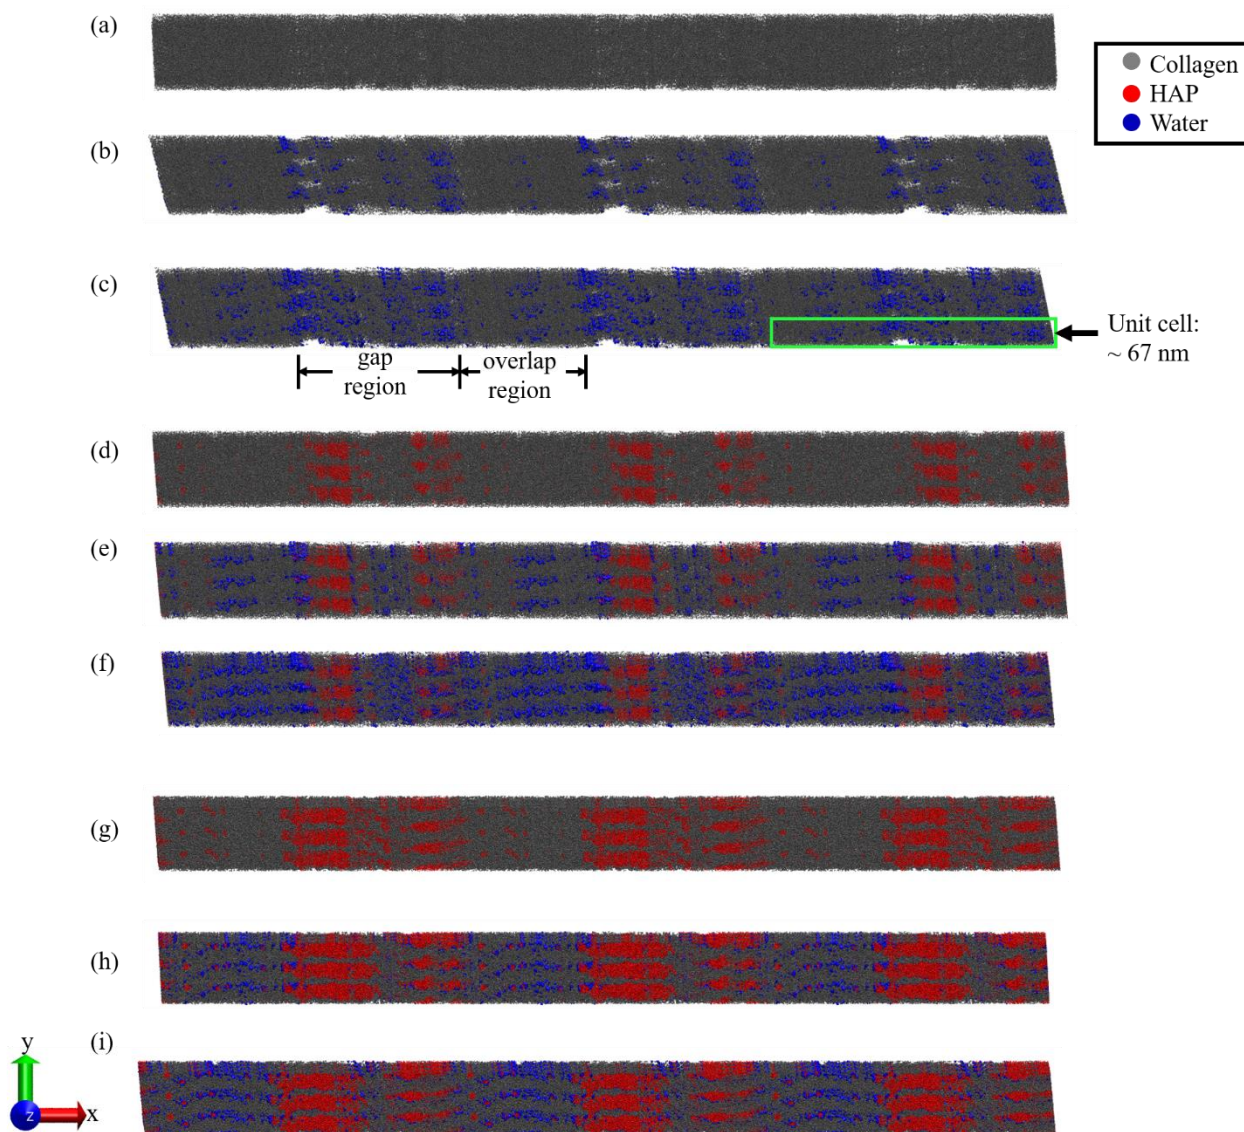 (a)
Collagen
HAP
Water
(b)
(c)
Unit cell:
~ 67 nm
gap
region
overlap
region
(d)
(e)
(f)
(g)
(h)
(i)
y
z
x